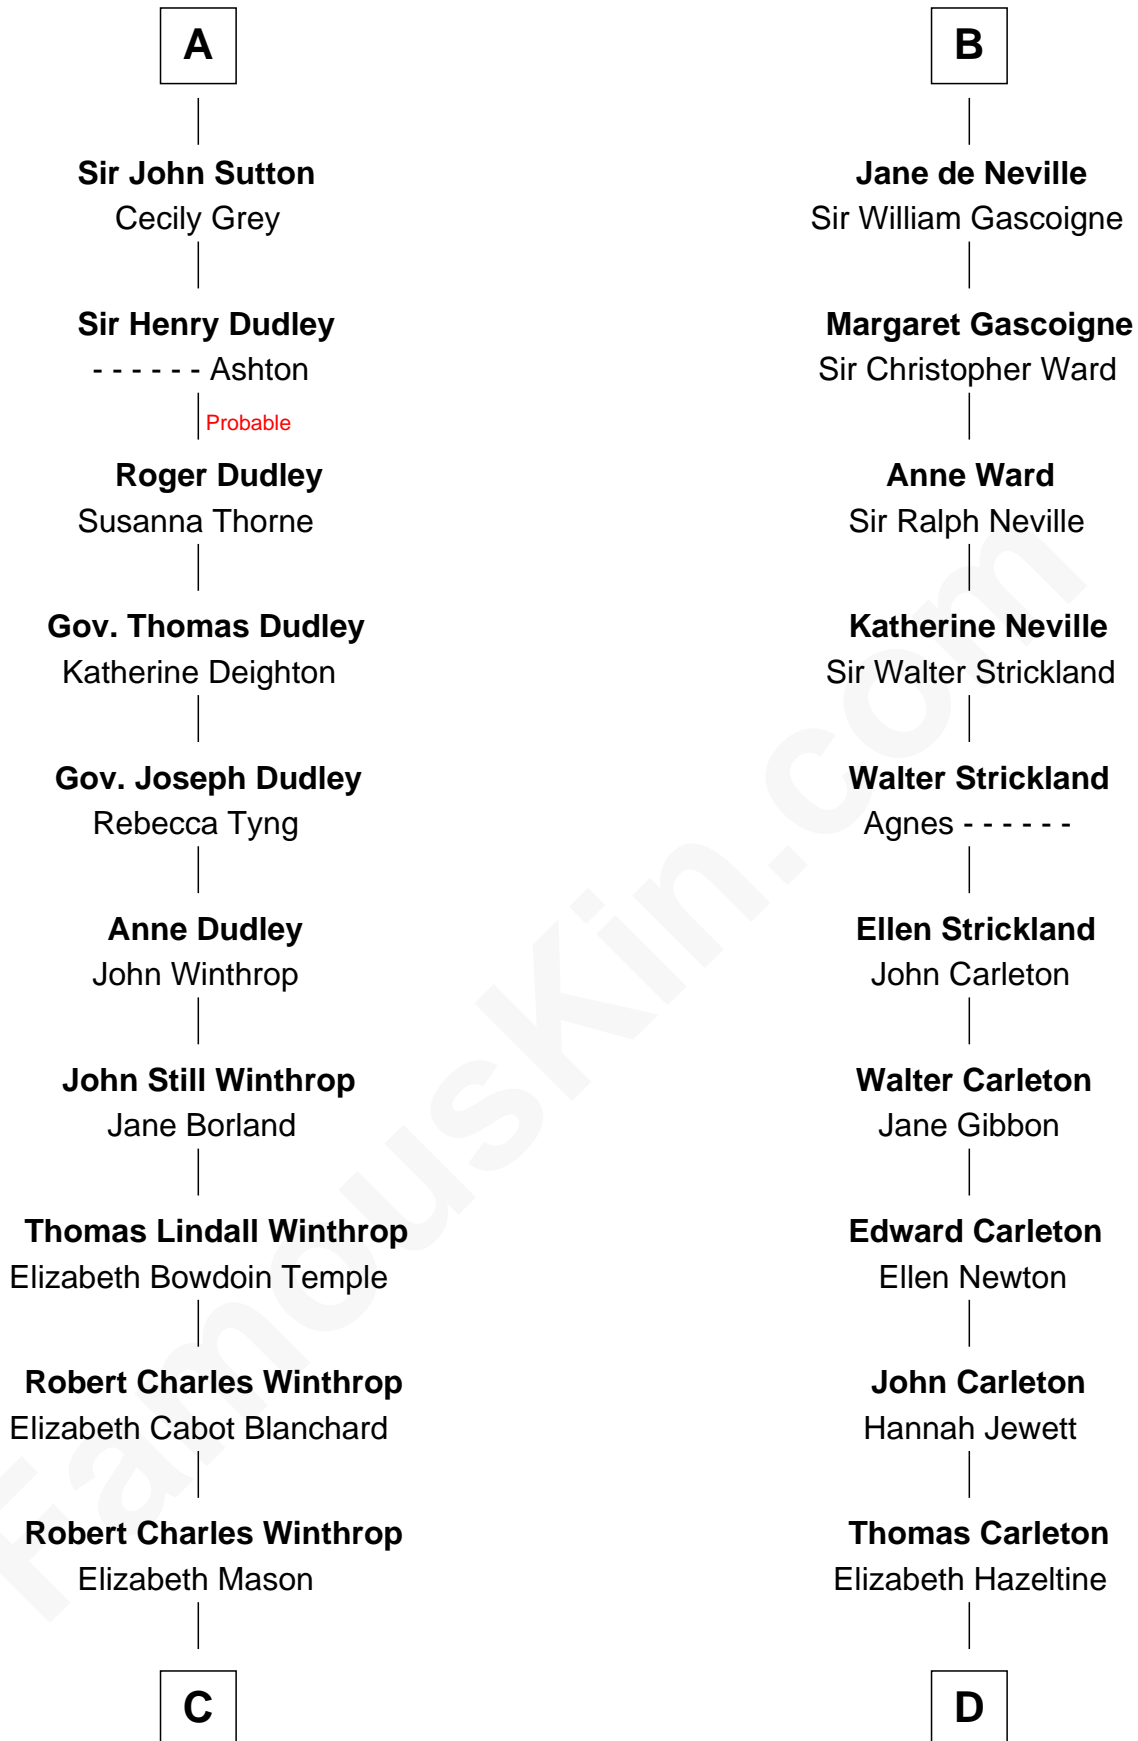 A
Sir John Sutton
Cecily Grey
Sir Henry Dudley
- - - - - - Ashton
Probable
Roger Dudley
Susanna Thorne
Gov. Thomas Dudley
Katherine Deighton
Gov. Joseph Dudley
Rebecca Tyng
Anne Dudley
John Winthrop
John Still Winthrop
Jane Borland
Thomas Lindall Winthrop
Elizabeth Bowdoin Temple
Robert Charles Winthrop
Elizabeth Cabot Blanchard
Robert Charles Winthrop
Elizabeth Mason
C
B
Jane de Neville
Sir William Gascoigne
Margaret Gascoigne
Sir Christopher Ward
Anne Ward
Sir Ralph Neville
Katherine Neville
Sir Walter Strickland
Walter Strickland
Agnes - - - - - -
Ellen Strickland
John Carleton
Walter Carleton
Jane Gibbon
Edward Carleton
Ellen Newton
John Carleton
Hannah Jewett
Thomas Carleton
Elizabeth Hazeltine
D
FamousKin.com